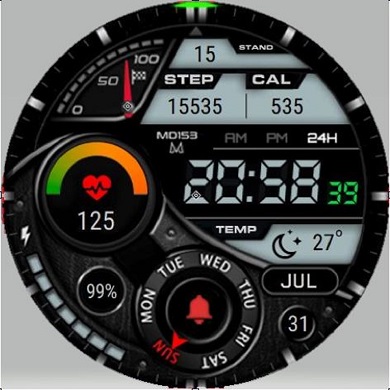 15 STAND
100
50
0
STEP CAL
15535 535
MD153 AM PM 24H
20:58 39
125
TEMP
27°
99%
MON TUE WED THU FRI SAT SUN
JUL
31